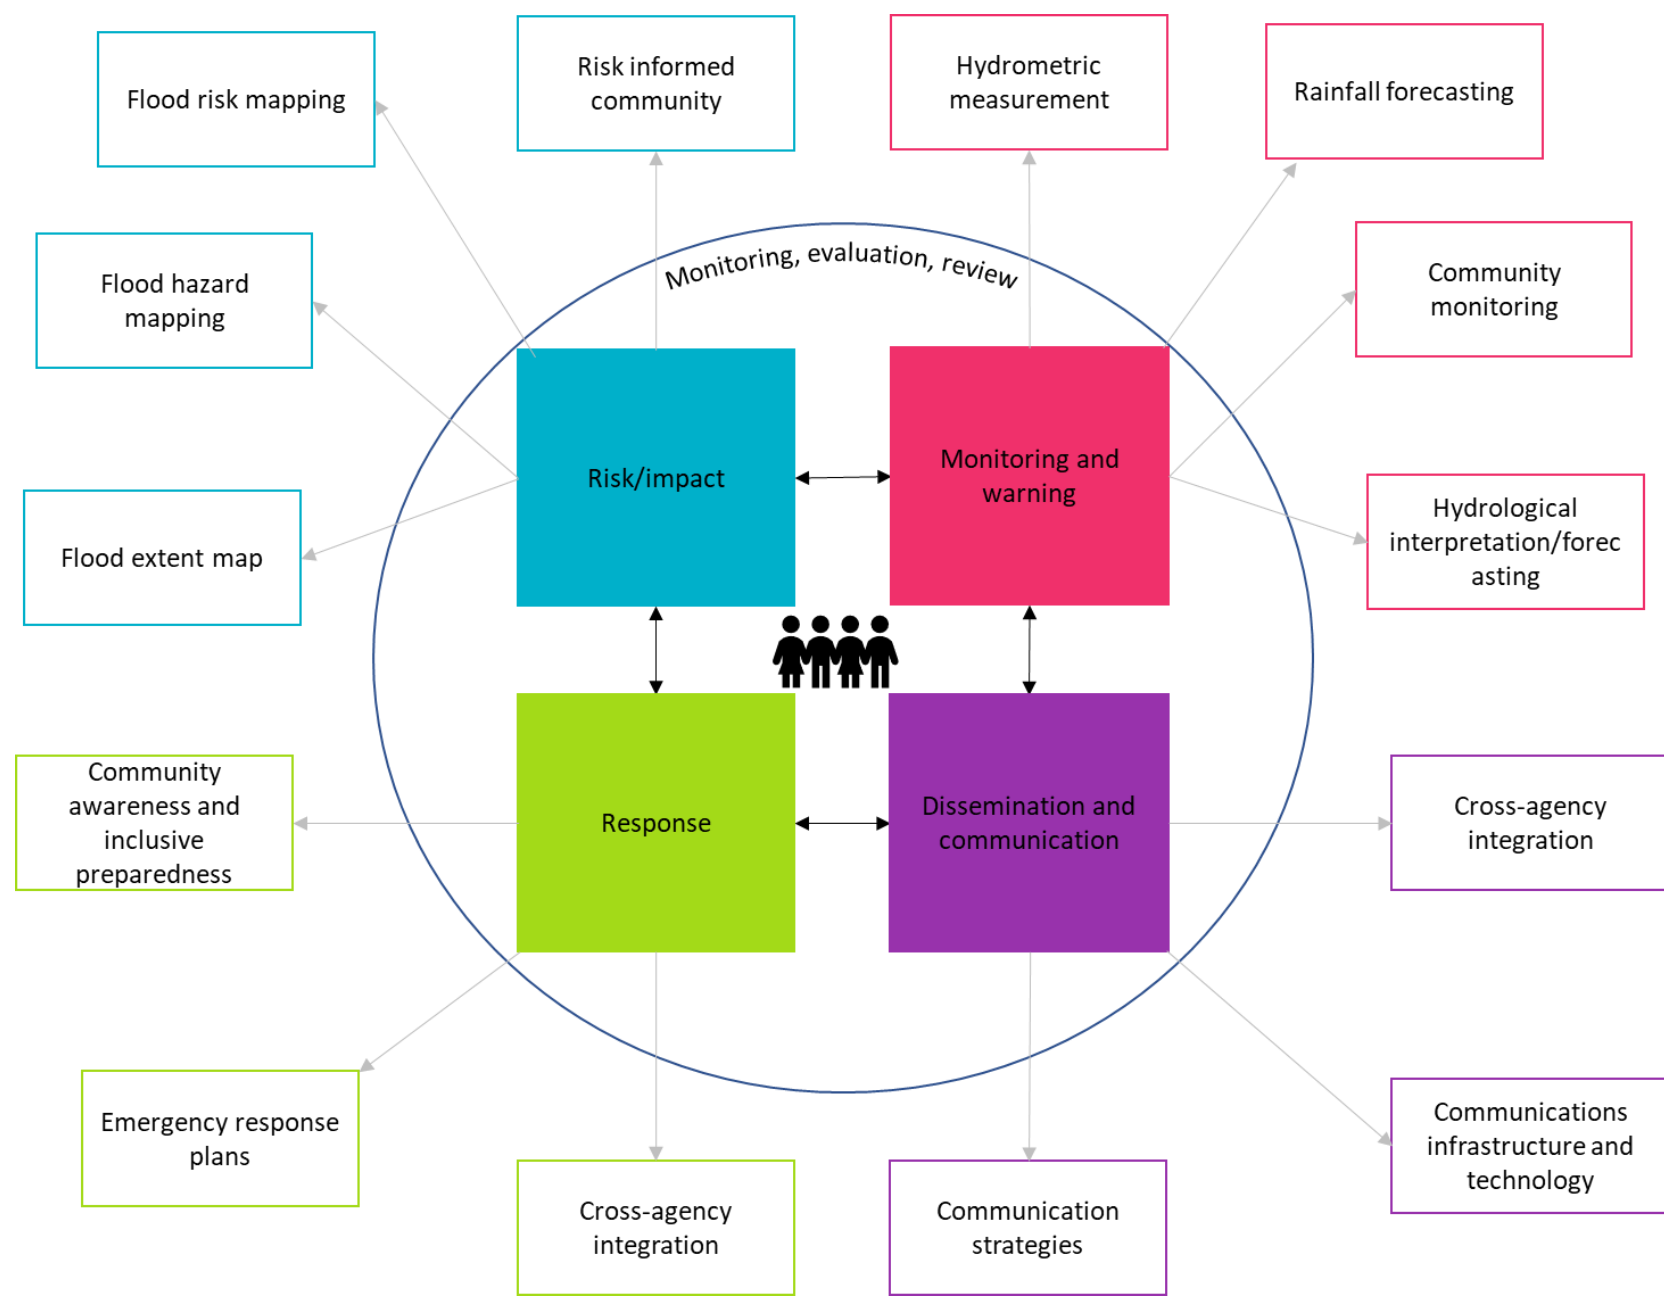 Flood risk mapping
Risk informed
community
Hydrometric
measurement
Rainfall forecasting
Flood hazard
mapping
Monitoring, evaluation, review
Community
monitoring
Flood extent map
Risk/impact
Monitoring and
warning
Hydrological
interpretation/forec
asting
Community
awareness and
inclusive
preparedness
Response
Dissemination and
communication
Cross-agency
integration
Emergency response
plans
Cross-agency
integration
Communication
strategies
Communications
infrastructure and
technology